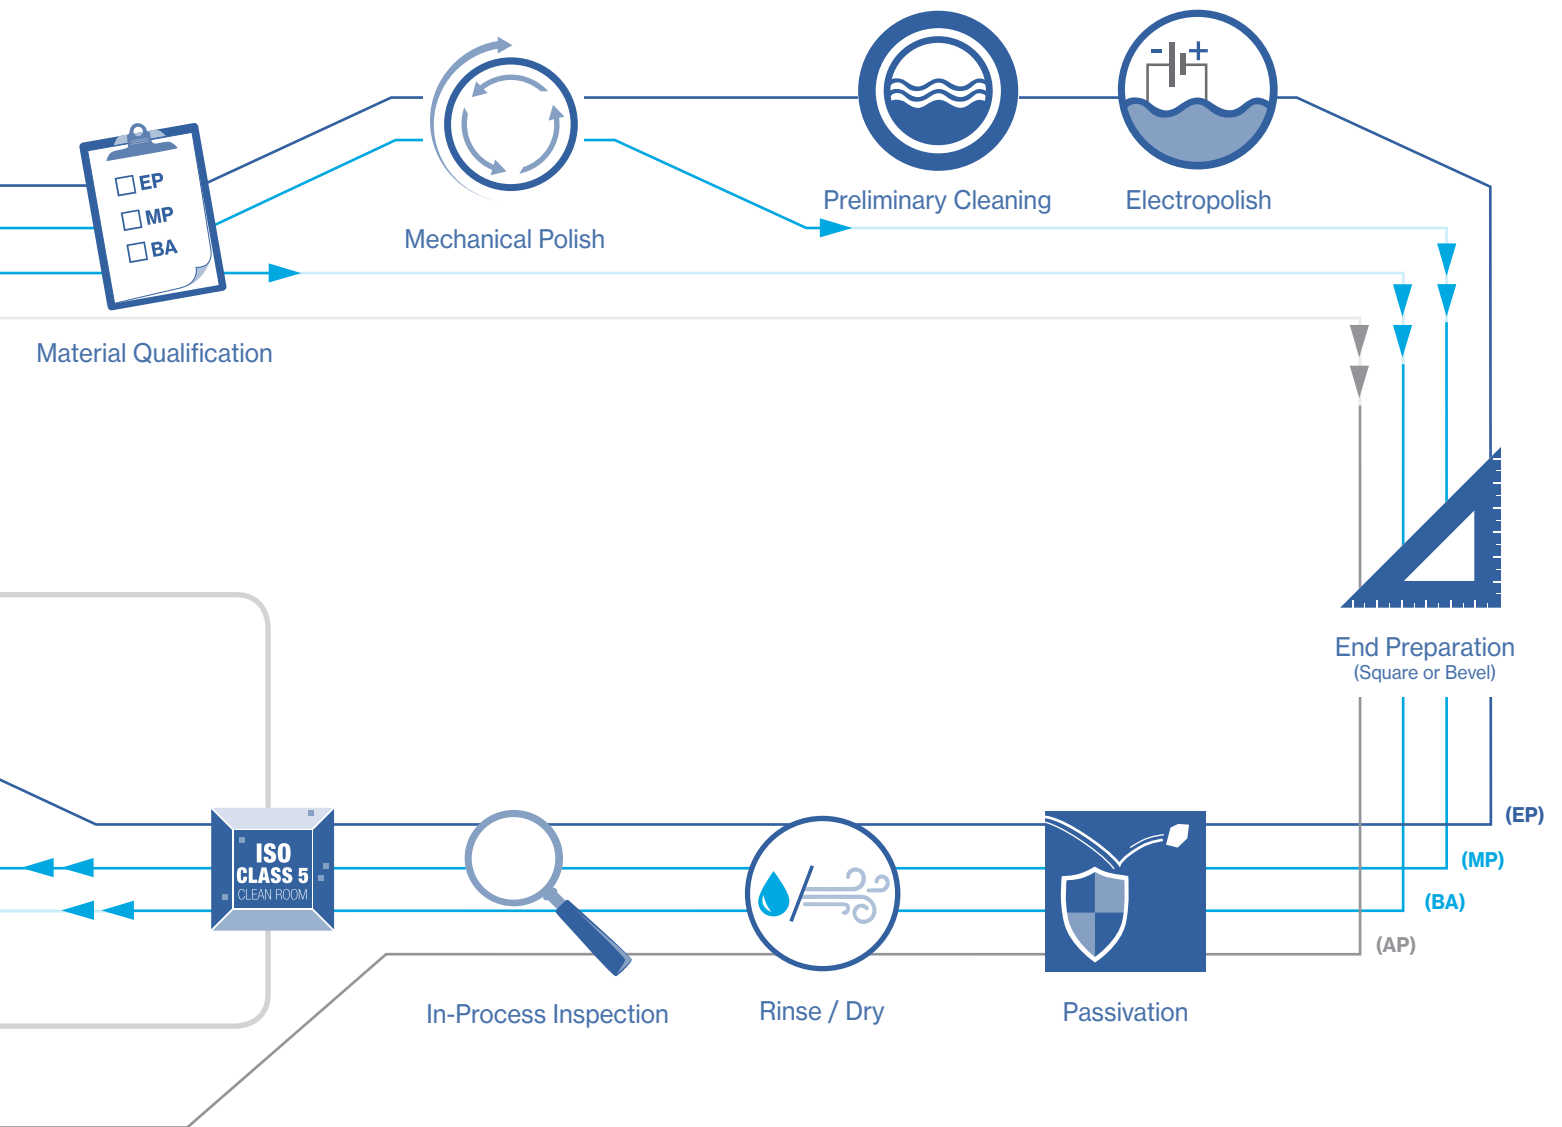 - +
EP
MP
BA
Preliminary Cleaning
Electropolish
Mechanical Polish
Material Qualification
End Preparation
(Square or Bevel)
(EP)
(MP)
(BA)
(AP)
ISO
CLASS 5
CLEAN ROOM
In-Process Inspection
Rinse / Dry
Passivation